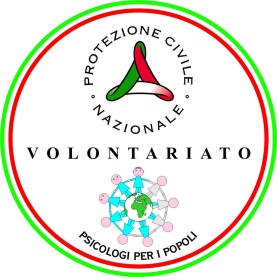 PROTEZIONE CIVILE
NAZIONALE
VOLONTARIATO
PSICOLOGI PER I POPOLI